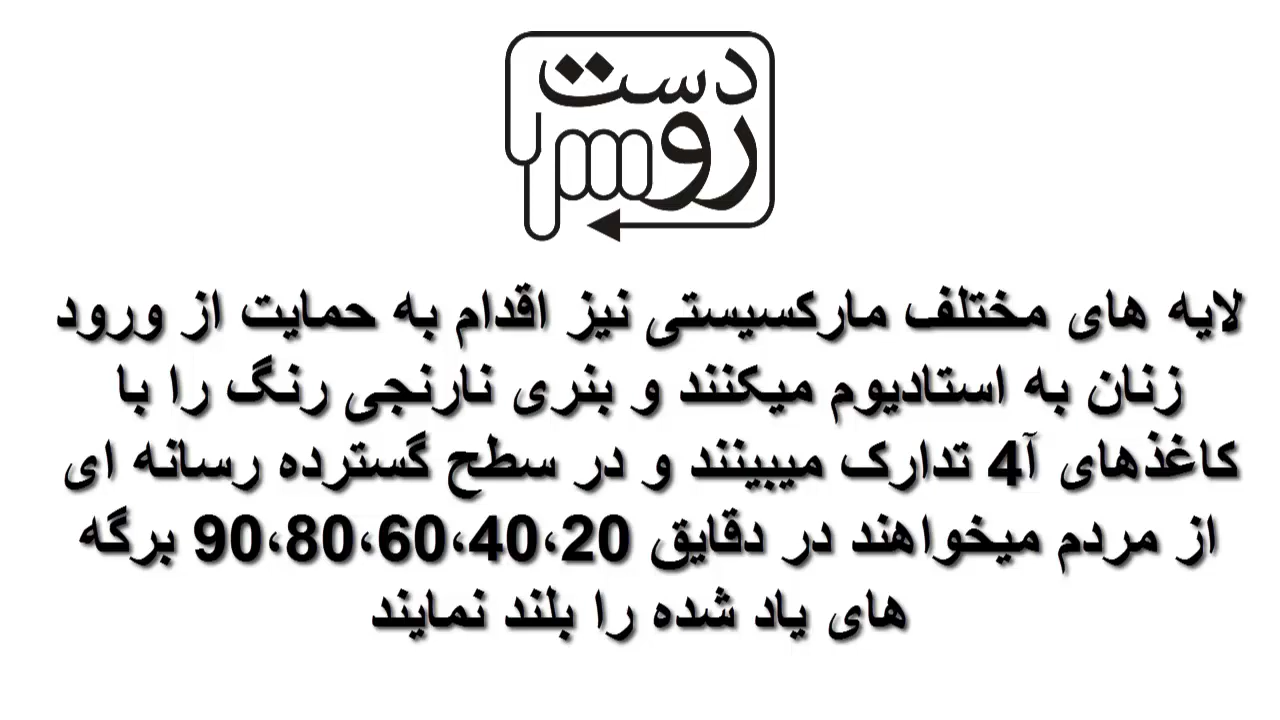 دست
رو
لایه های مختلف مارکسیستی نیز اقدام به حمایت از ورود
زنان به استادیوم میکنند و بنری نارنجی رنگ را با
کاغذهای آ4 تدارک میبینند و در سطح گسترده رسانه ای
از مردم میخواهند در دقایق 20،40،60،80،90 برگه
های یاد شده را بلند نمایند